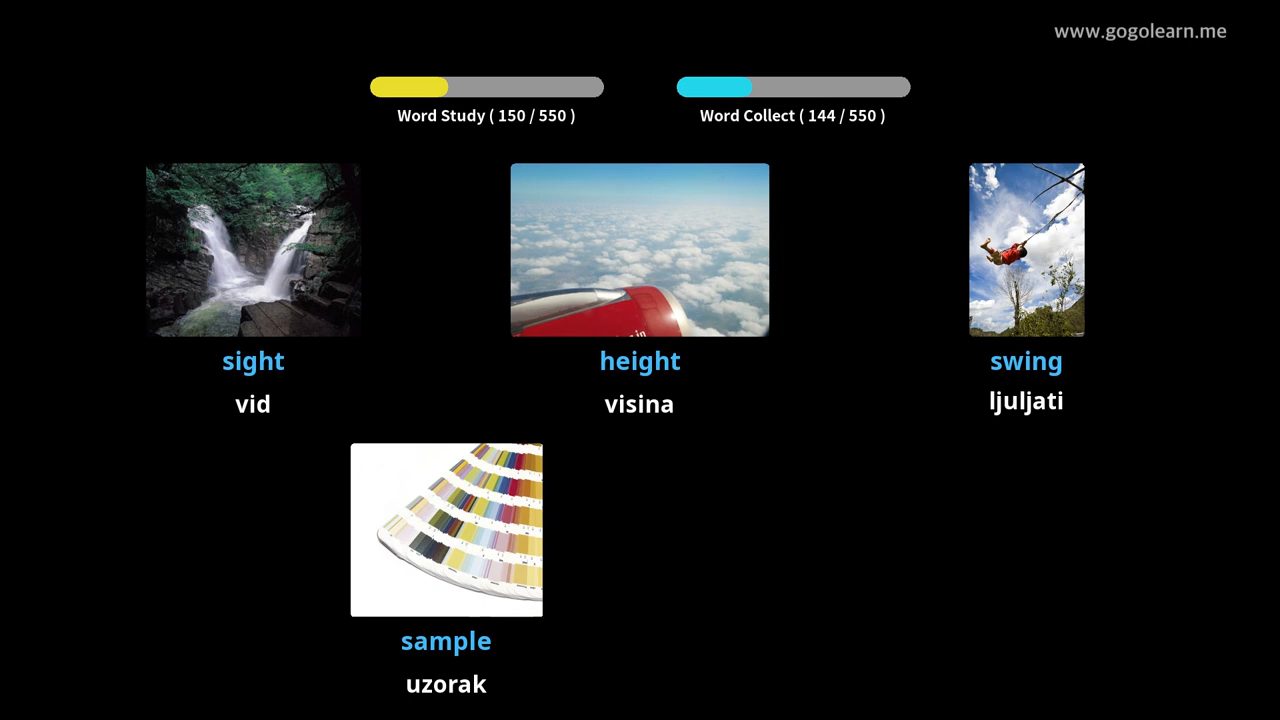 www.gogolearn.me
Word Study ( 150 / 550 )
Word Collect ( 144 / 550 )
sight
vid
height
visina
swing
ljuljati
sample
uzorak